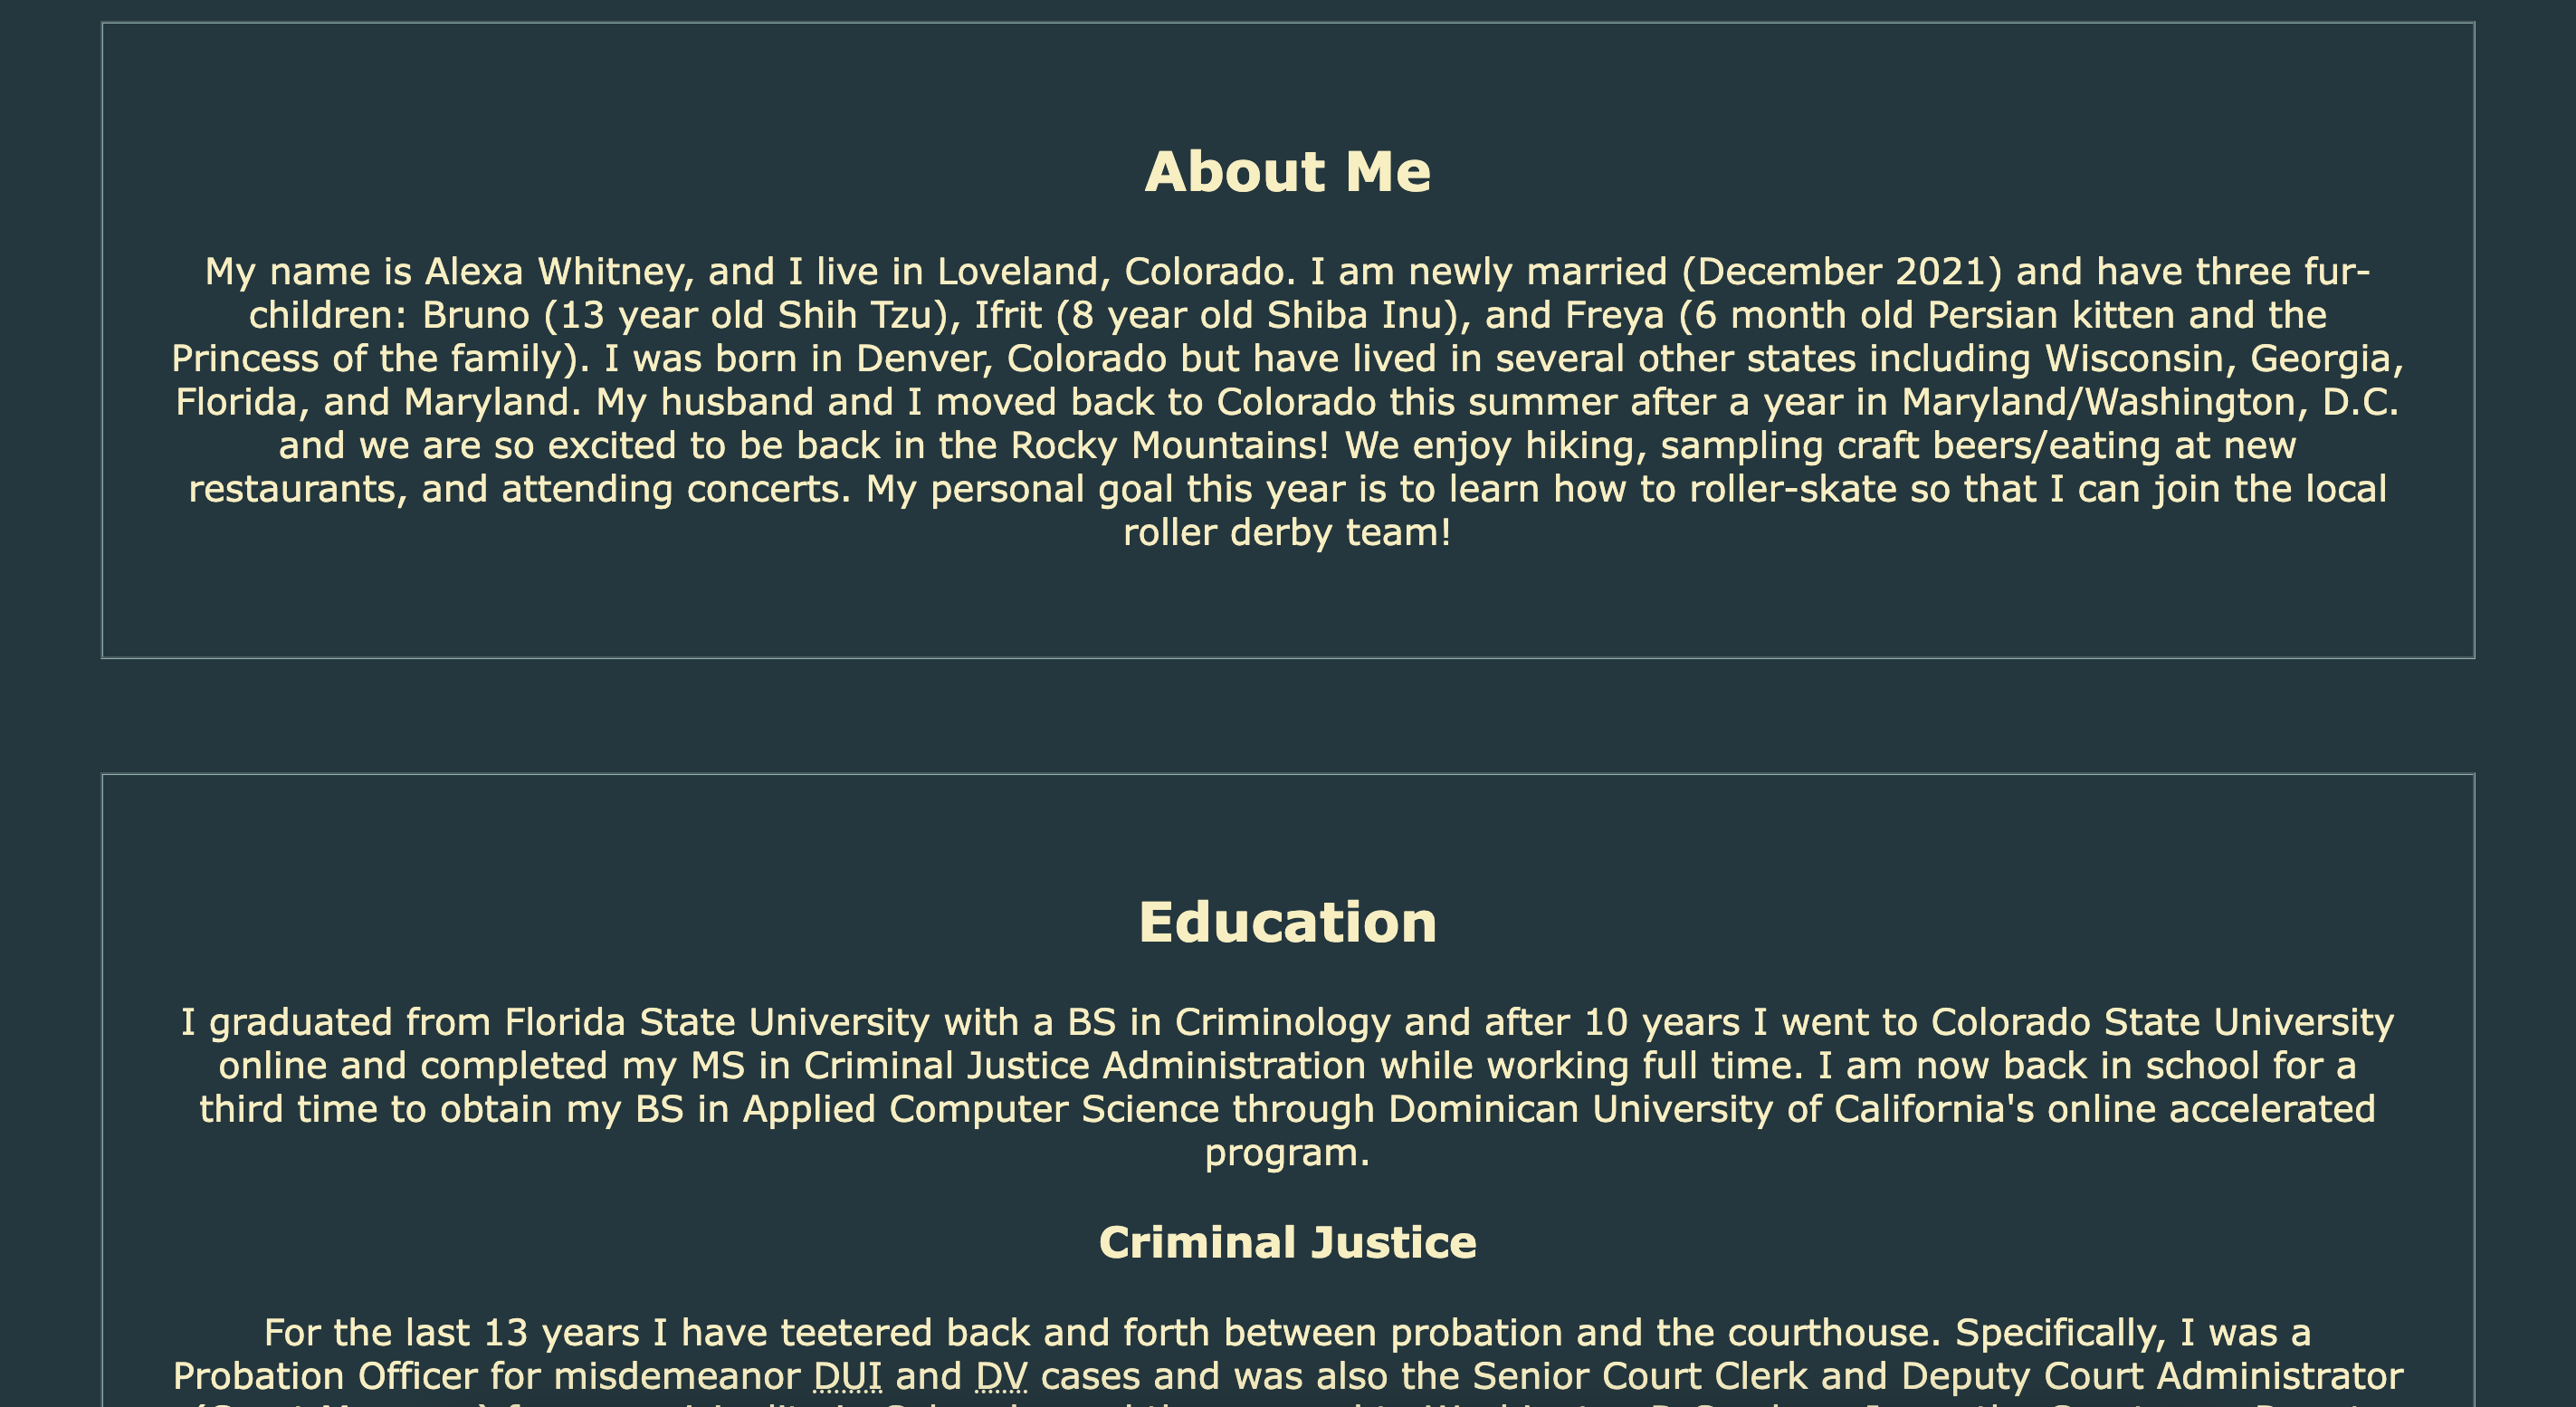 About Me
My name is Alexa Whitney, and I live in Loveland, Colorado. I am newly married (December 2021) and have three fur-
children: Bruno (13 year old Shih Tzu), Ifrit (8 year old Shiba Inu), and Freya (6 month old Persian kitten and the
Princess of the family). I was born in Denver, Colorado but have lived in several other states including Wisconsin, Georgia,
Florida, and Maryland. My husband and I moved back to Colorado this summer after a year in Maryland/Washington, D.C.
and we are so excited to be back in the Rocky Mountains! We enjoy hiking, sampling craft beers/eating at new
restaurants, and attending concerts. My personal goal this year is to learn how to roller-skate so that I can join the local
roller derby team!
Education
I graduated from Florida State University with a BS in Criminology and after 10 years I went to Colorado State University
online and completed my MS in Criminal Justice Administration while working full time. I am now back in school for a
third time to obtain my BS in Applied Computer Science through Dominican University of California's online accelerated
program.
Criminal Justice
For the last 13 years I have teetered back and forth between probation and the courthouse. Specifically, I was a
Probation Officer for misdemeanor DUI and DV cases and was also the Senior Court Clerk and Deputy Court Administrator